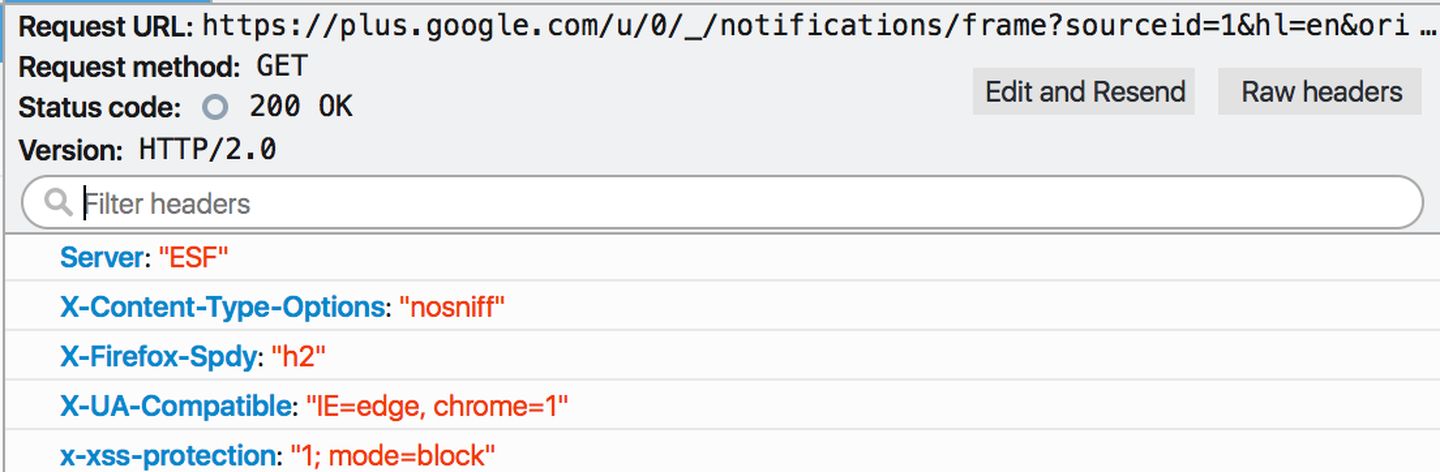 Request URL: https://plus.google.com/u/0/_/notifications/frame?sourceid=1&hl=en&ori …
Request method: GET
Status code: 200 OK
Edit and Resend
Raw headers
Version: HTTP/2.0
Filter headers
Server: "ESF"
X-Content-Type-Options: "nosniff"
X-Firefox-Spdy: "h2"
X-UA-Compatible: "IE=edge, chrome=1"
x-xss-protection: "1; mode=block"